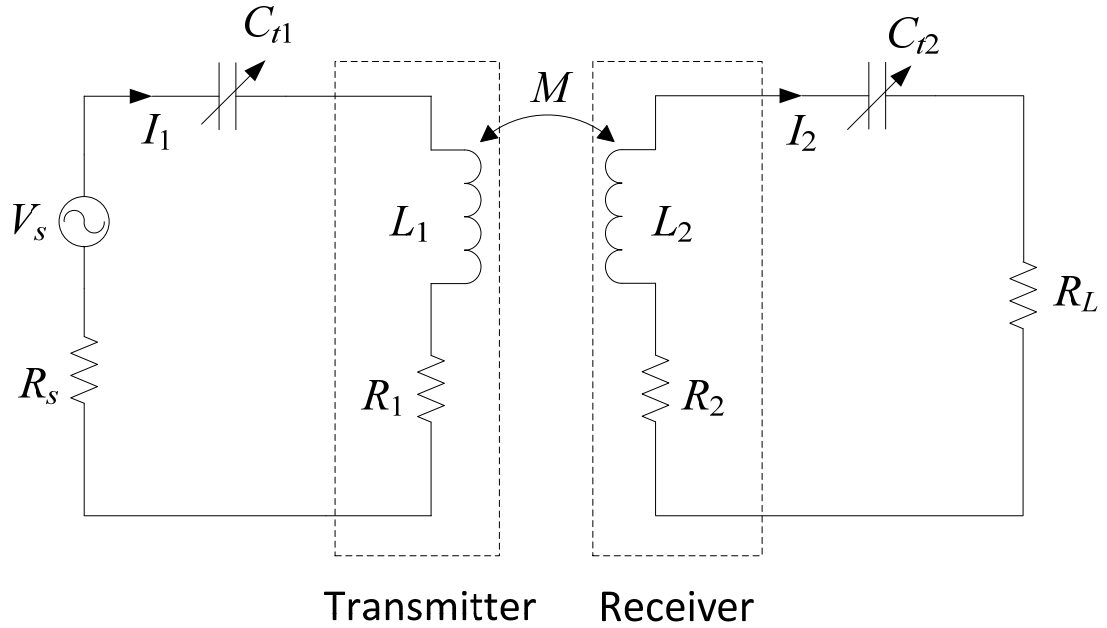 C_{t1}
C_{t2}
M
I_1
I_2
V_s
L_1
L_2
R_L
R_s
R_1
R_2
Transmitter
Receiver